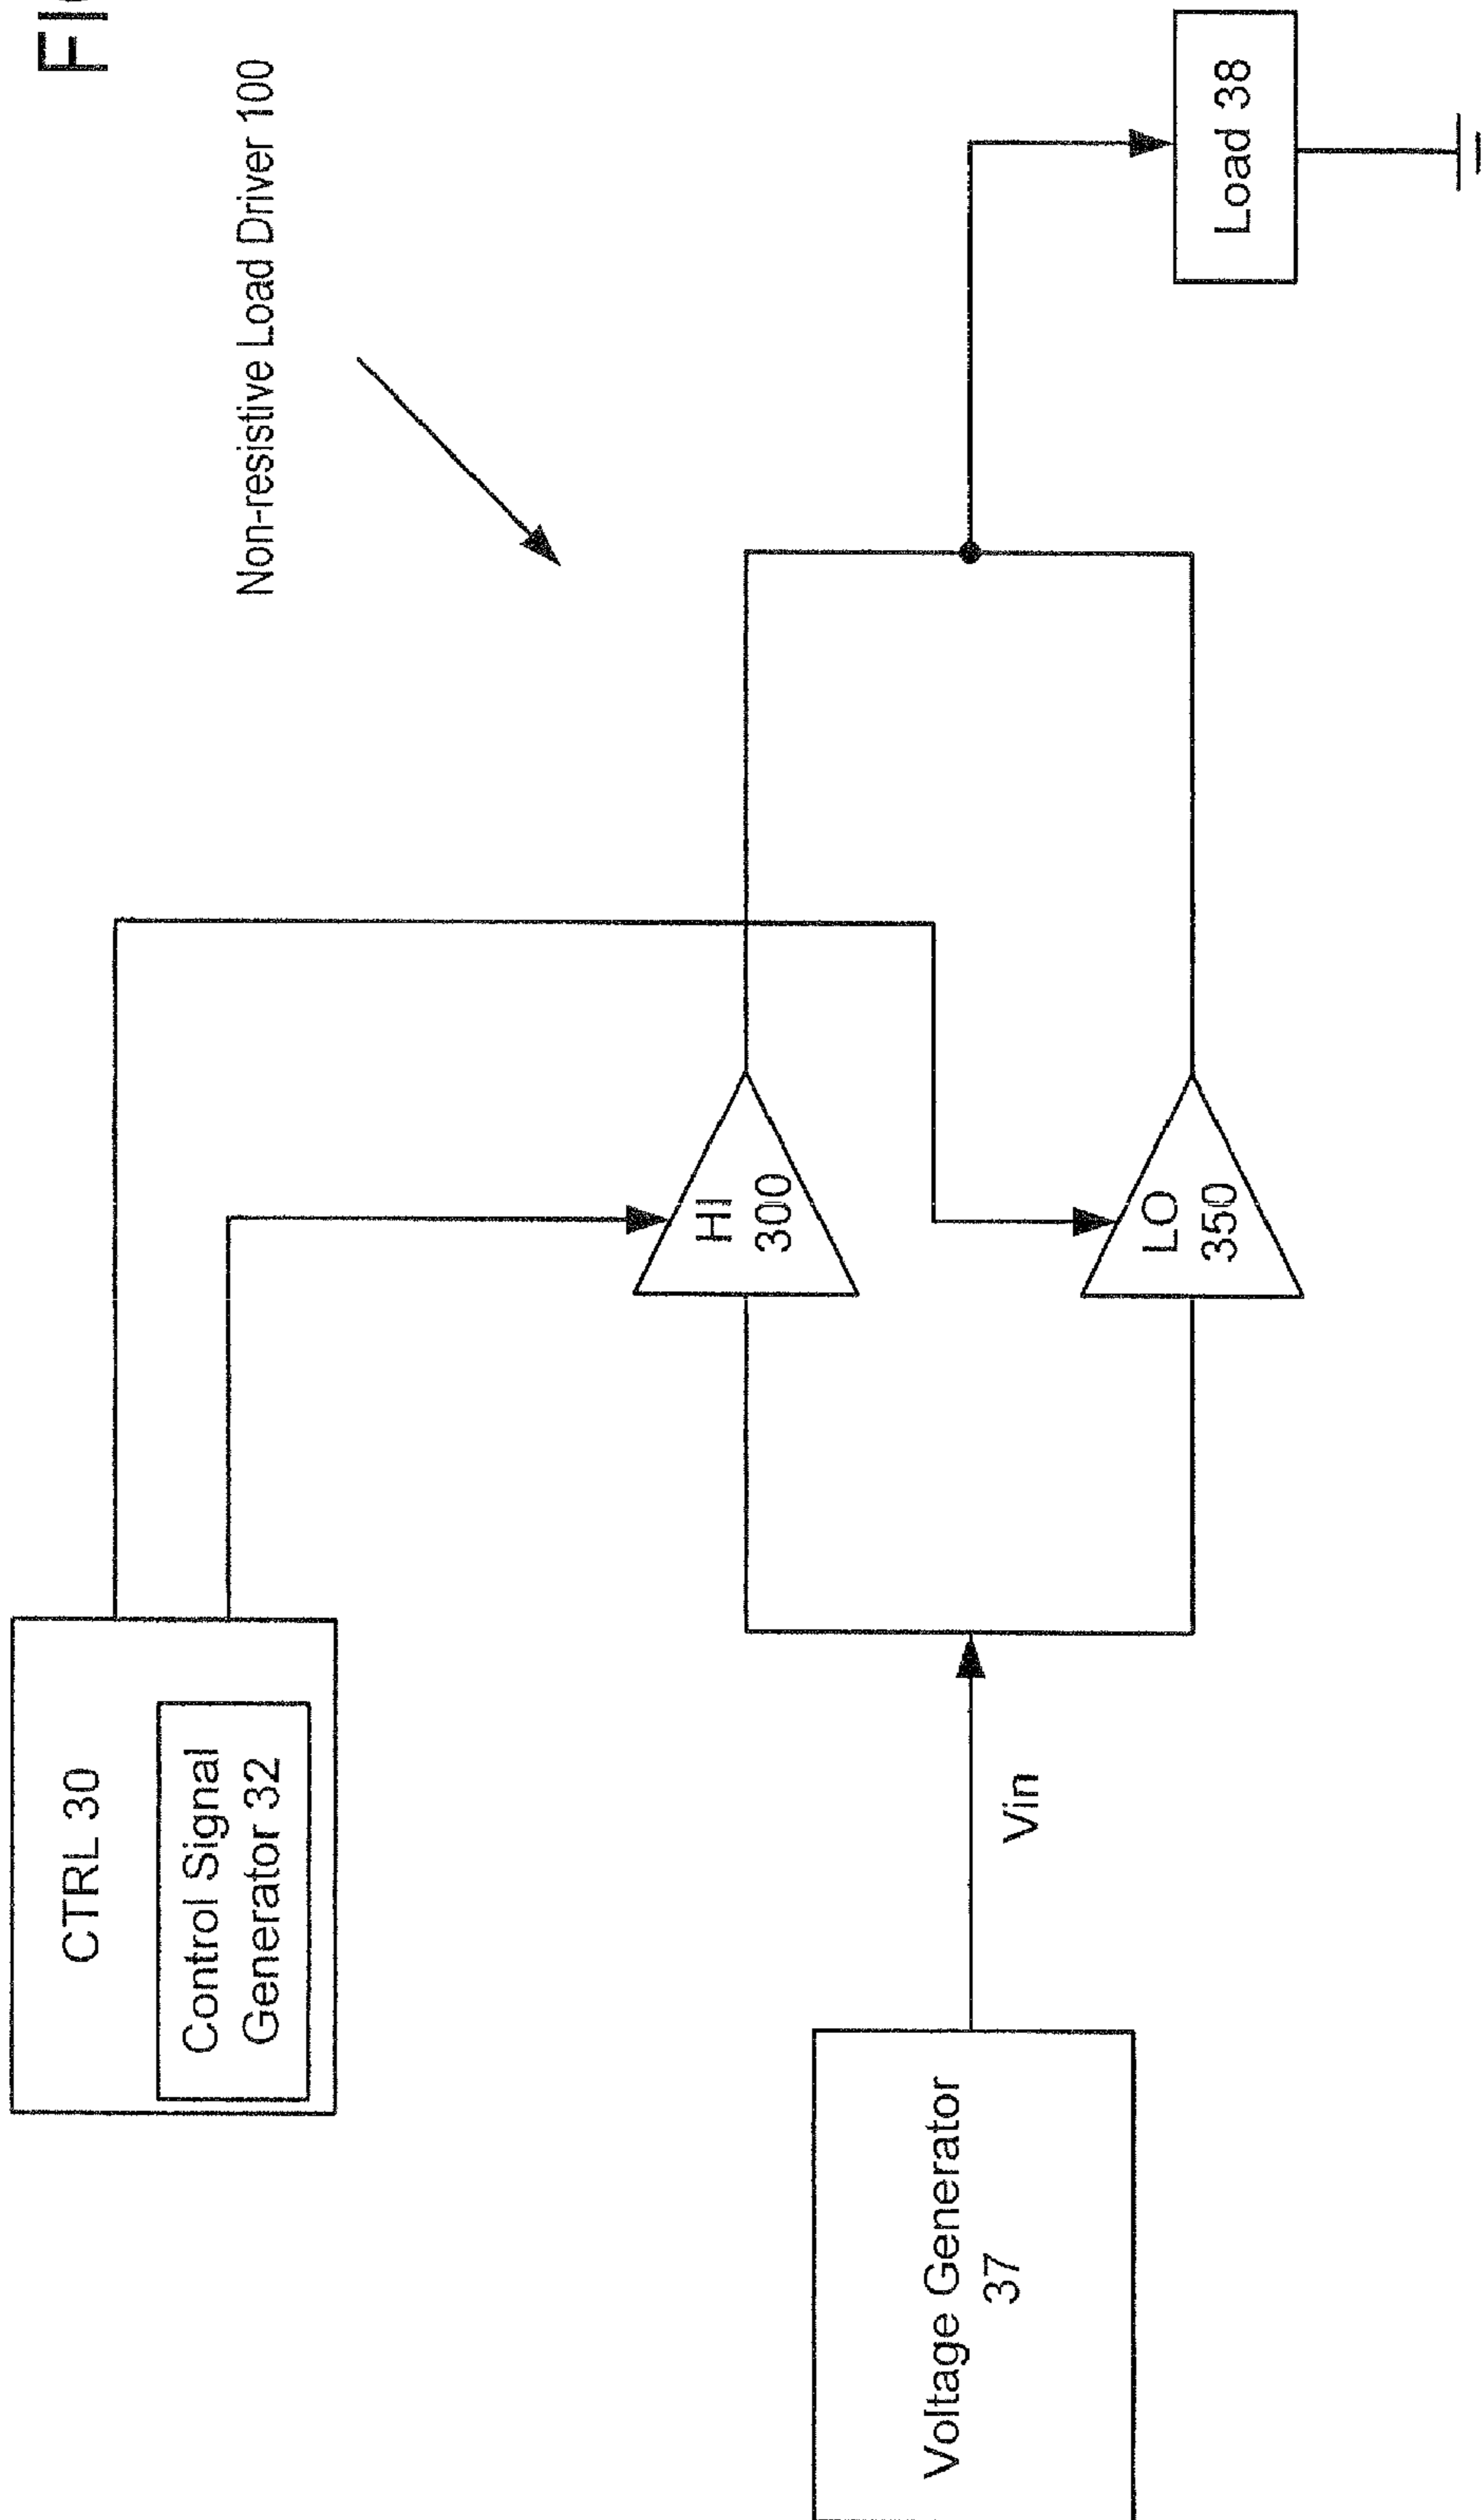 Non-resistive Load Driver 100
CTRL 30
Control Signal
Generator 32
HI
300
LO
350
Load 38
Vin
Voltage Generator
37